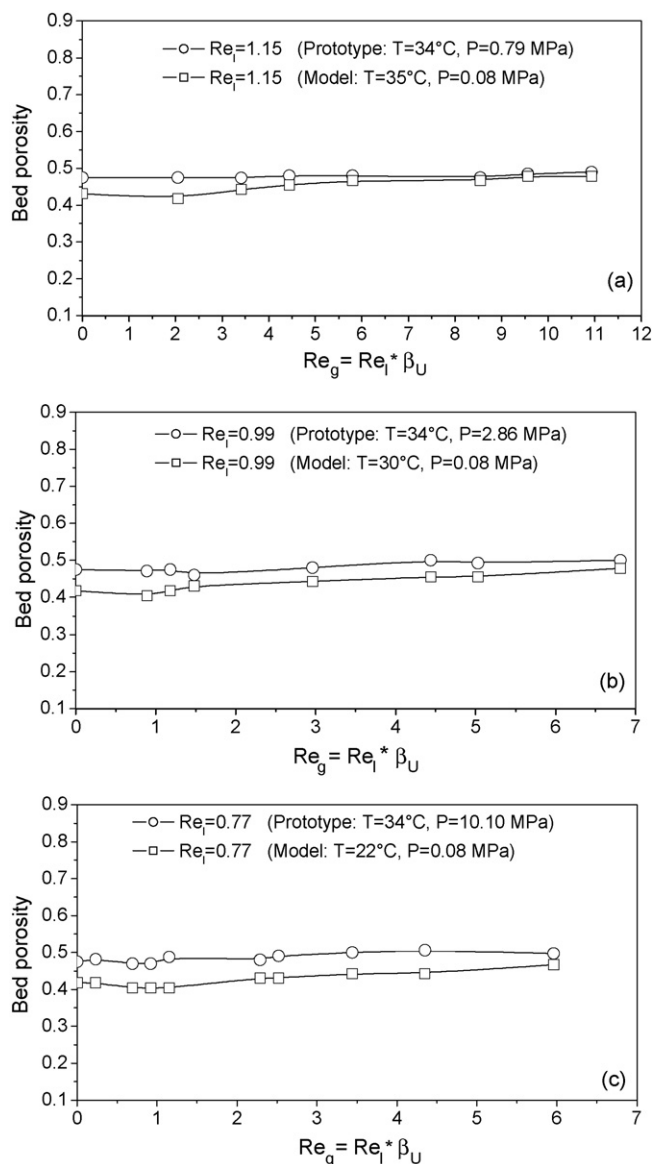 0.9
0.8
0.7
0.6
0.5
0.4
0.3
0.2
0.1
Bed porosity
Re_l=1.15 (Prototype: T=34°C, P=0.79 MPa)
Re_l=1.15 (Model: T=35°C, P=0.08 MPa)
(a)
0 1 2 3 4 5 6 7 8 9 10 11 12
Re_g= Re_l* β_U
0.9
0.8
0.7
0.6
0.5
0.4
0.3
0.2
0.1
Bed porosity
Re_l=0.99 (Prototype: T=34°C, P=2.86 MPa)
Re_l=0.99 (Model: T=30°C, P=0.08 MPa)
(b)
0 1 2 3 4 5 6 7
Re_g= Re_l* β_U
0.9
0.8
0.7
0.6
0.5
0.4
0.3
0.2
0.1
Bed porosity
Re_l=0.77 (Prototype: T=34°C, P=10.10 MPa)
Re_l=0.77 (Model: T=22°C, P=0.08 MPa)
(c)
0 1 2 3 4 5 6 7
Re_g= Re_l* β_U